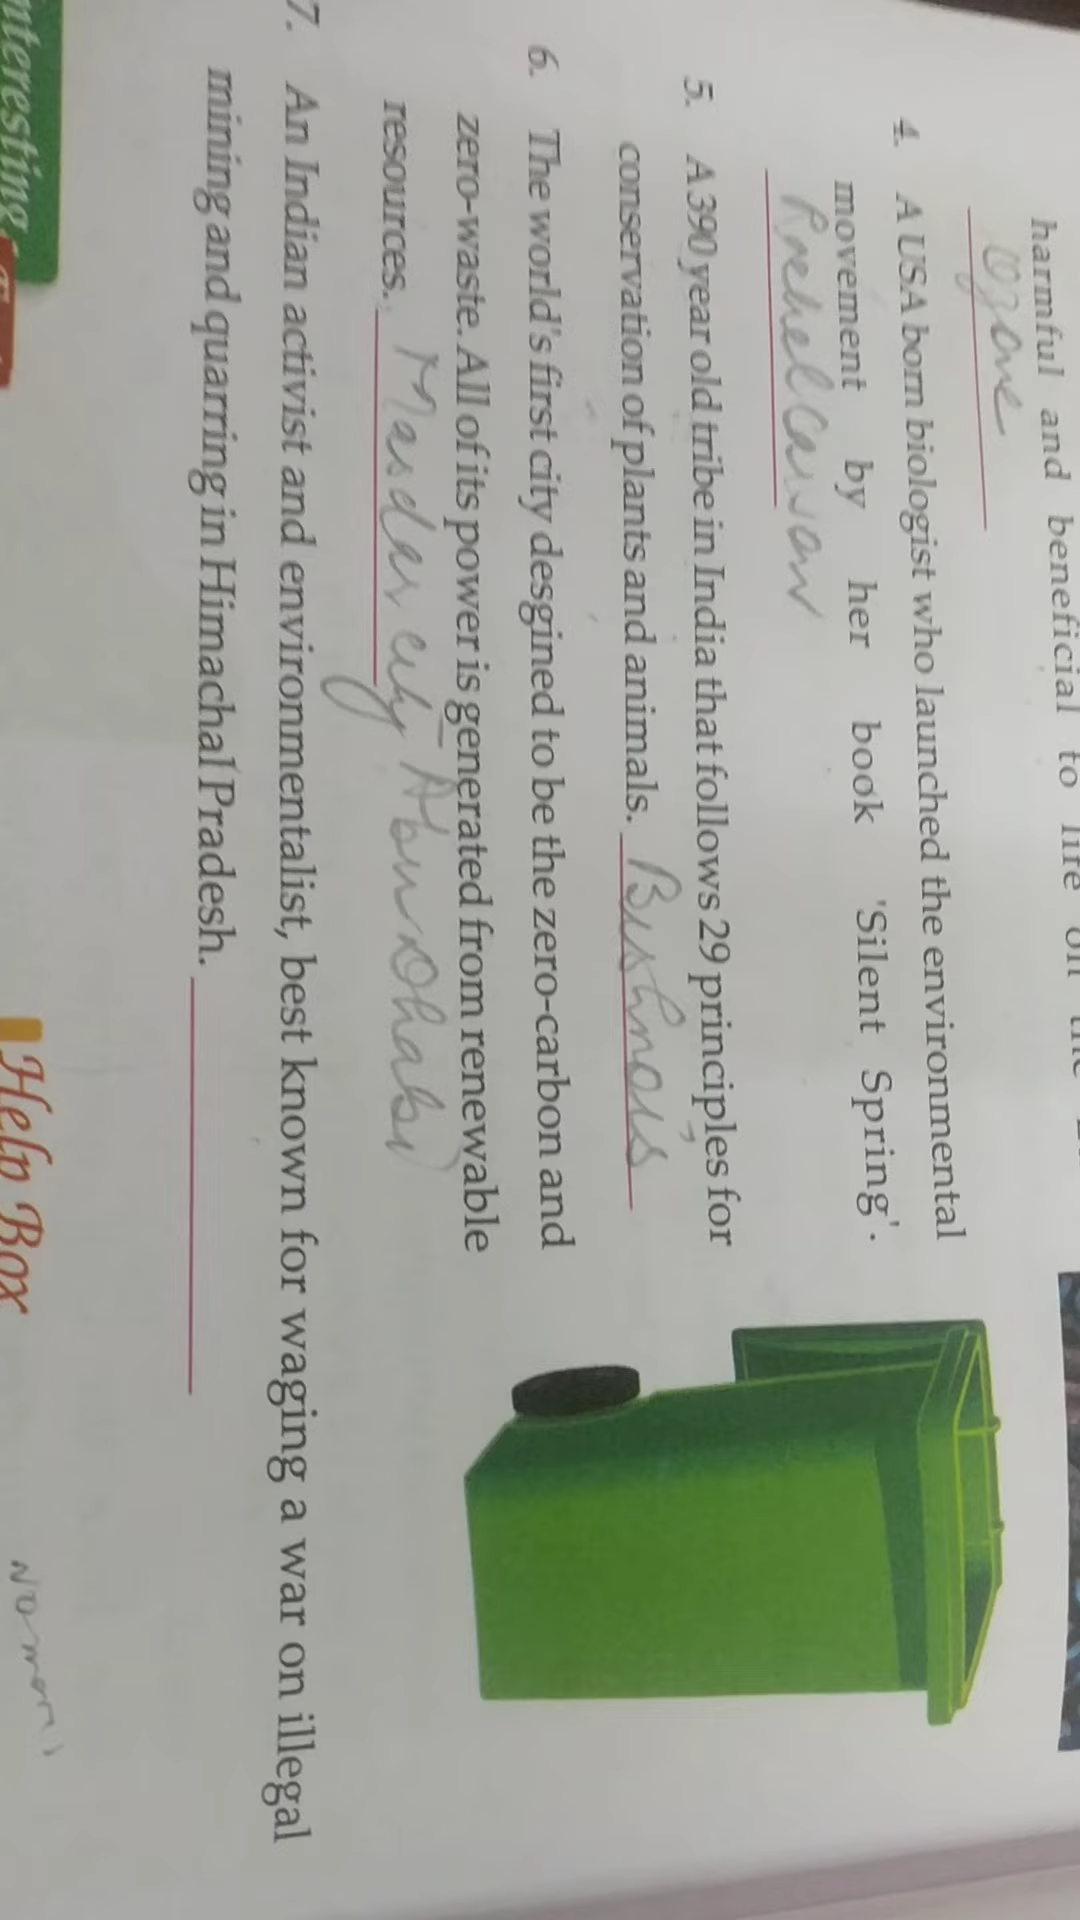 harmful and beneficial to life on the
Ozone
4. A USA born biologist who launched the environmental
movement by her book 'Silent Spring'.
Rachel Carson
5. A 390 year old tribe in India that follows 29 principles for
conservation of plants and animals. Bishnois
6. The world's first city desgined to be the zero-carbon and
zero-waste. All of its power is generated from renewable
resources. Masdar city Abu Dhabi
7. An Indian activist and environmentalist, best known for waging a war on illegal
mining and quarring in Himachal Pradesh.
Help Box